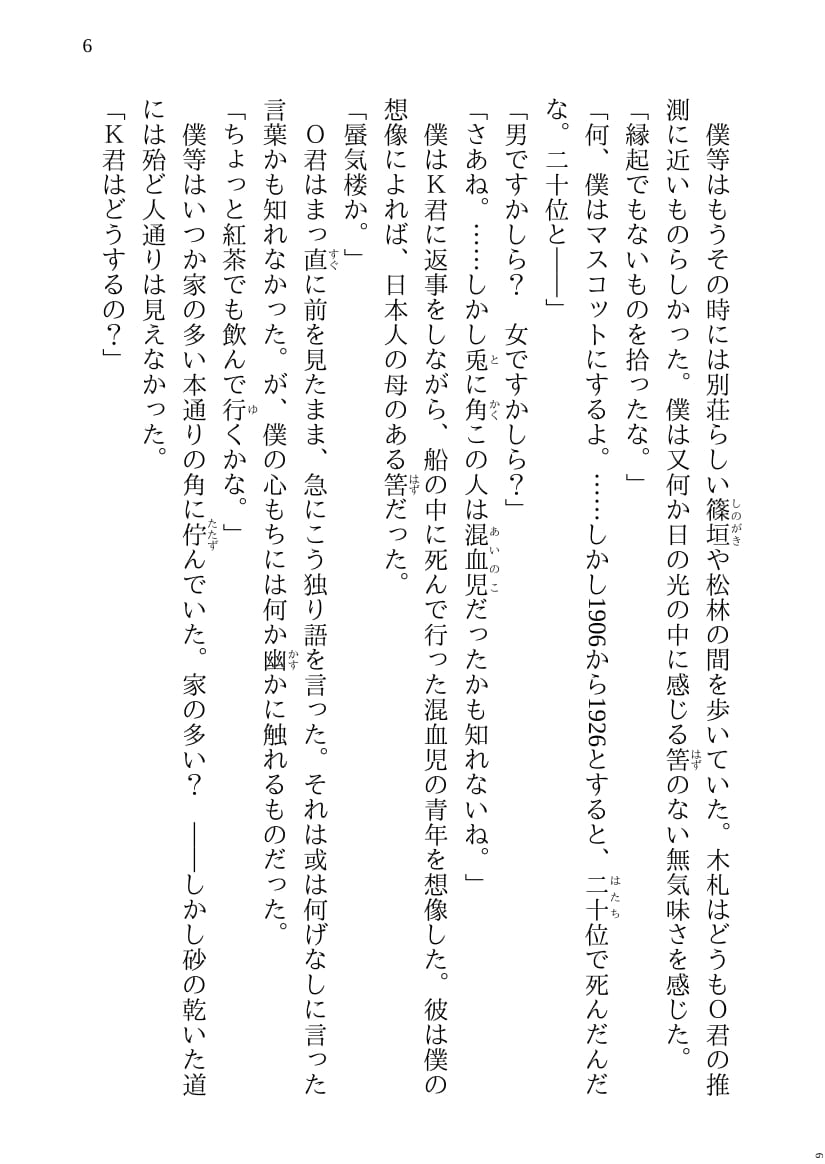 6
　僕等はもうその時には別荘らしい篠垣や松林の間を歩いていた。木札はどうもＯ君の推
測に近いものらしかった。僕は又何か日の光の中に感じる筈のない無気味さを感じた。
「縁起でもないものを拾ったな。」
「何、僕はマスコットにするよ。……しかし1906から1926とすると、二十位で死んだんだ
な。二十位と――」
「男ですかしら？　女ですかしら？」
「さあね。……しかし兎に角この人は混血児だったかも知れないね。」
　僕はＫ君に返事をしながら、船の中に死んで行った混血児の青年を想像した。彼は僕の
想像によれば、日本人の母のある筈だった。
「蜃気楼か。」
　Ｏ君はまっ直に前を見たまま、急にこう独り語を言った。それは或は何げなしに言った
言葉かも知れなかった。が、僕の心もちには何か幽かに触れるものだった。
「ちょっと紅茶でも飲んで行くかな。」
　僕等はいつか家の多い本通りの角に佇んでいた。家の多い？　――しかし砂の乾いた道
には殆ど人通りは見えなかった。
「Ｋ君はどうするの？」